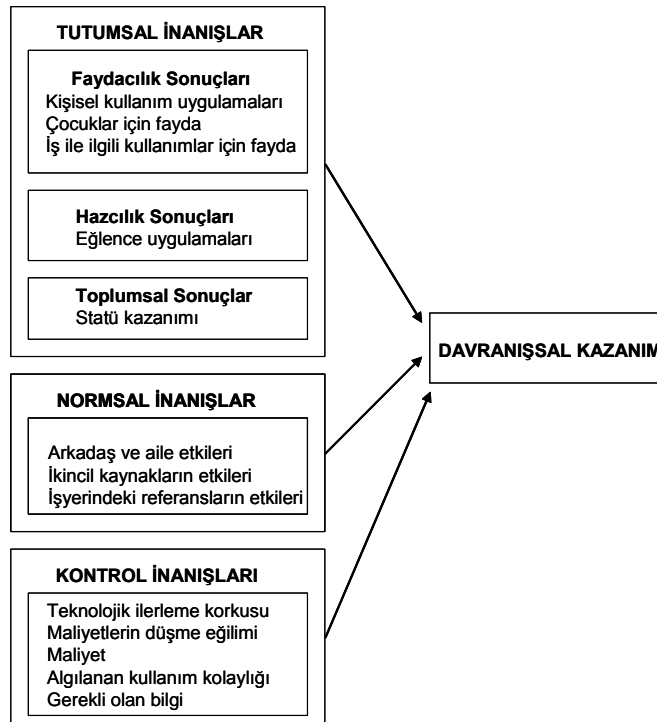 TUTUMSAL İNANIŞLAR
Faydacılık Sonuçları
Kişisel kullanım uygulamaları
Çocuklar için fayda
İş ile ilgili kullanımlar için fayda
Hazcılık Sonuçları
Eğlence uygulamaları
Toplumsal Sonuçlar
Statü kazanımı
NORMSAL İNANIŞLAR
Arkadaş ve aile etkileri
İkincil kaynakların etkileri
İşyerindeki referansların etkileri
KONTROL İNANIŞLARI
Teknolojik ilerleme korkusu
Maliyetlerin düşme eğilimi
Maliyet
Algılanan kullanım kolaylığı
Gerekli olan bilgi
DAVRANIŞSAL KAZANIM